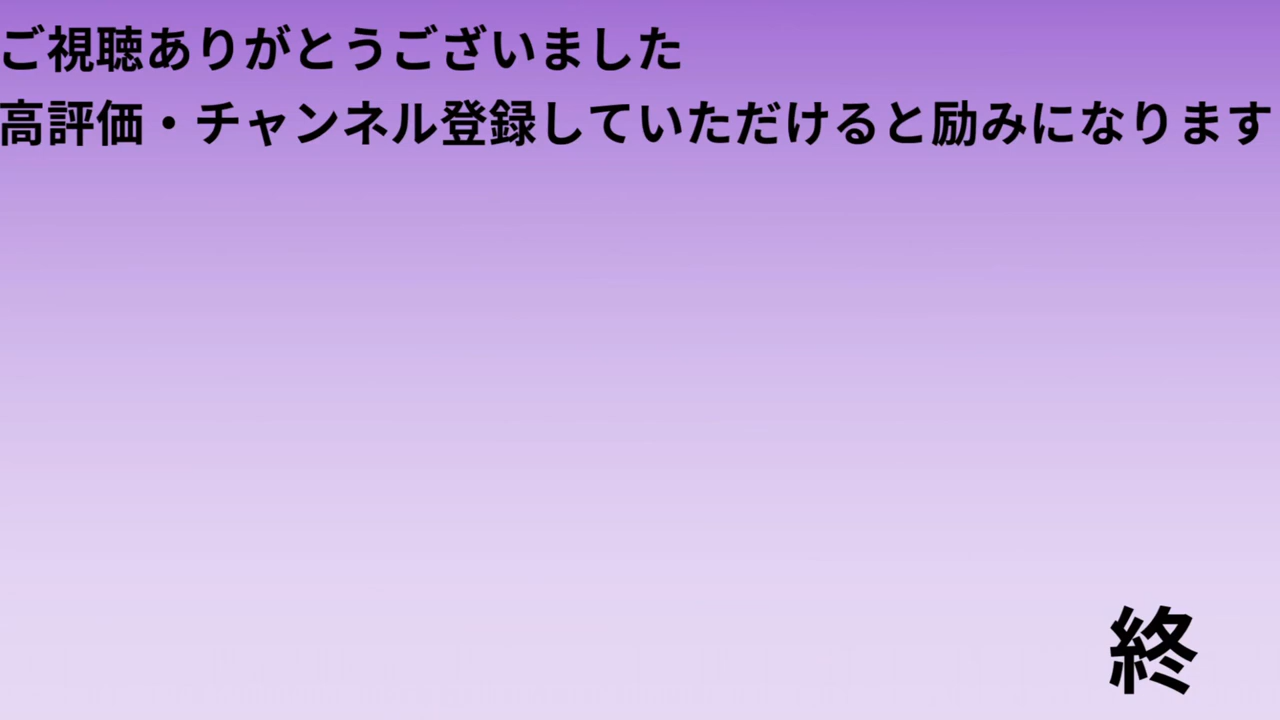 ご視聴ありがとうございました
高評価・チャンネル登録していただけると励みになります
終